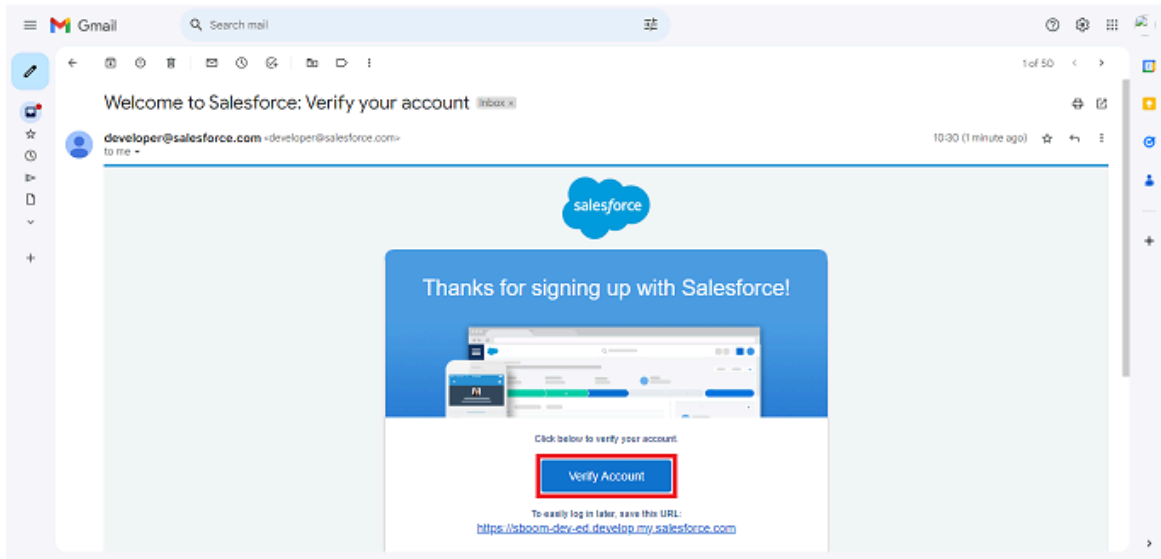 Gmail
Search mail
1 of 50
Welcome to Salesforce: Verify your account Inbox x
developer@salesforce.com <developer@salesforce.com>
10:30 (1 minute ago)
to me
salesforce
Thanks for signing up with Salesforce!
Click below to verify your account.
Verify Account
To easily log in later, save this URL:
https://sboom-dev-ed.develop.my.salesforce.com